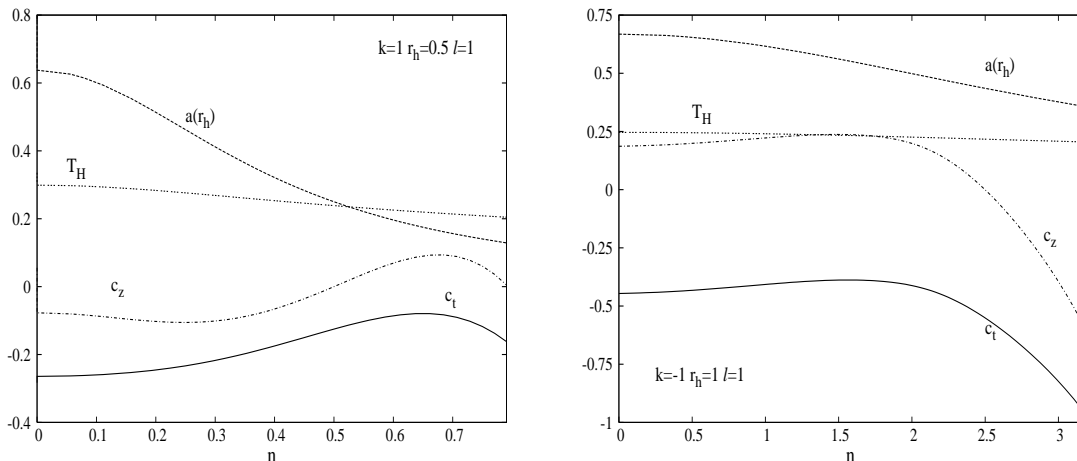 0.8
0.6
0.4
0.2
0
-0.2
-0.4
0
0.1
0.2
0.3
0.4
0.5
0.6
0.7
n
k=1 r_h=0.5 l=1
a(r_h)
T_H
c_z
c_t
0.75
0.5
0.25
0
-0.25
-0.5
-0.75
-1
0
0.5
1
1.5
2
2.5
3
n
a(r_h)
T_H
c_z
c_t
k=-1 r_h=1 l=1